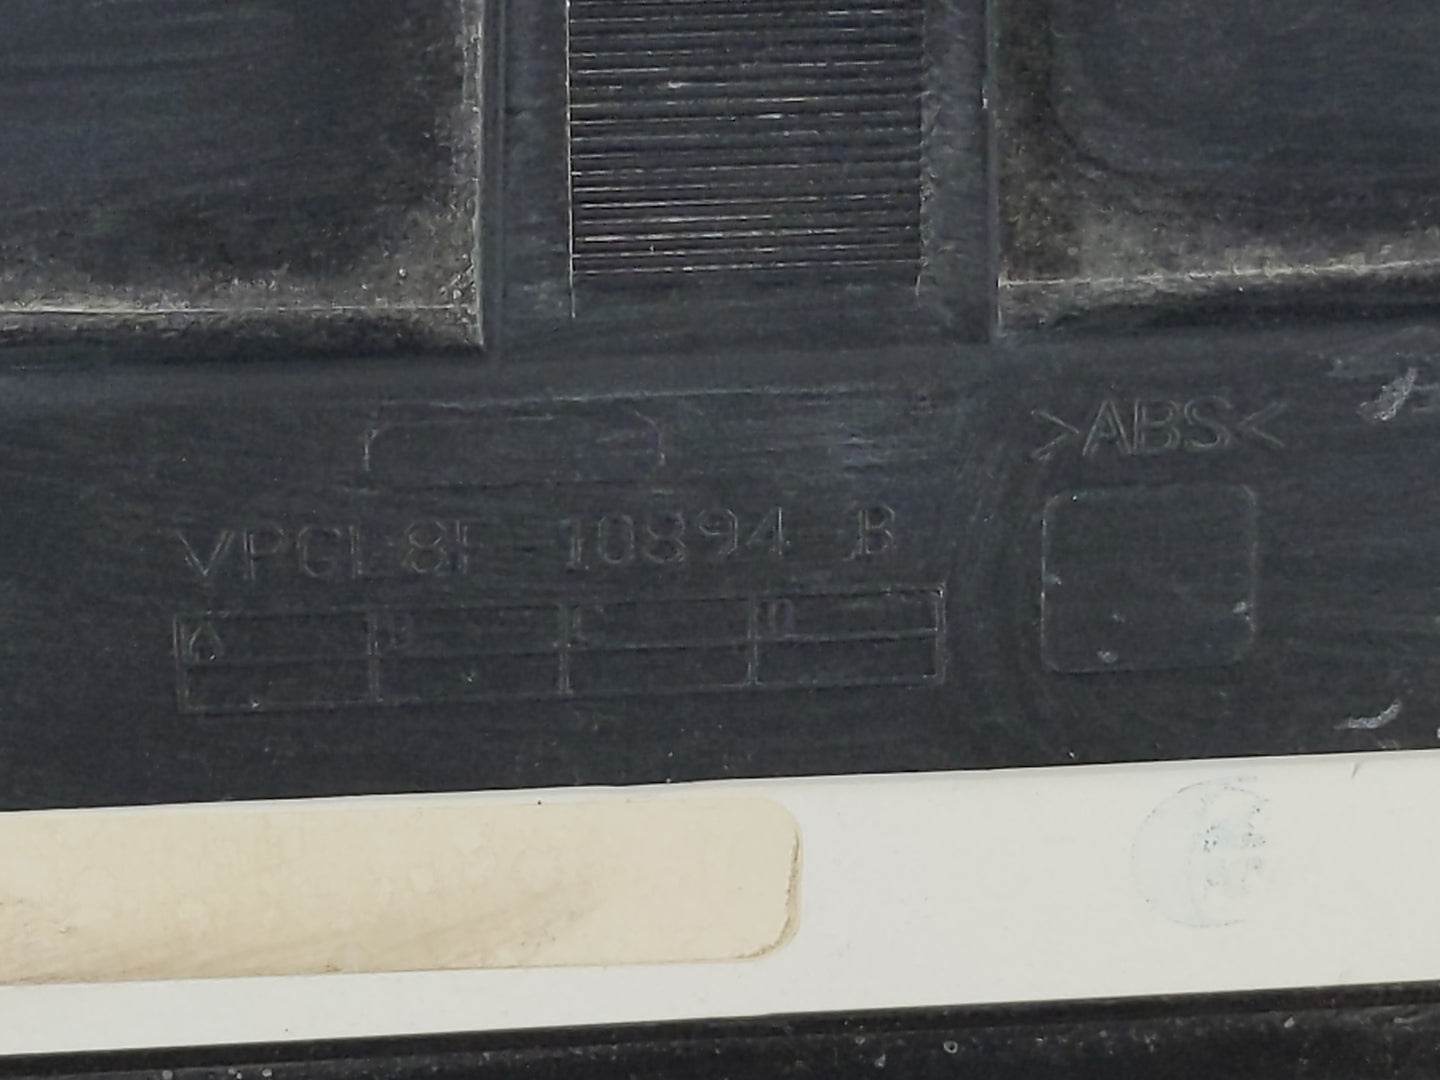 >ABS<
VPGL8F 10894 B
A B C D